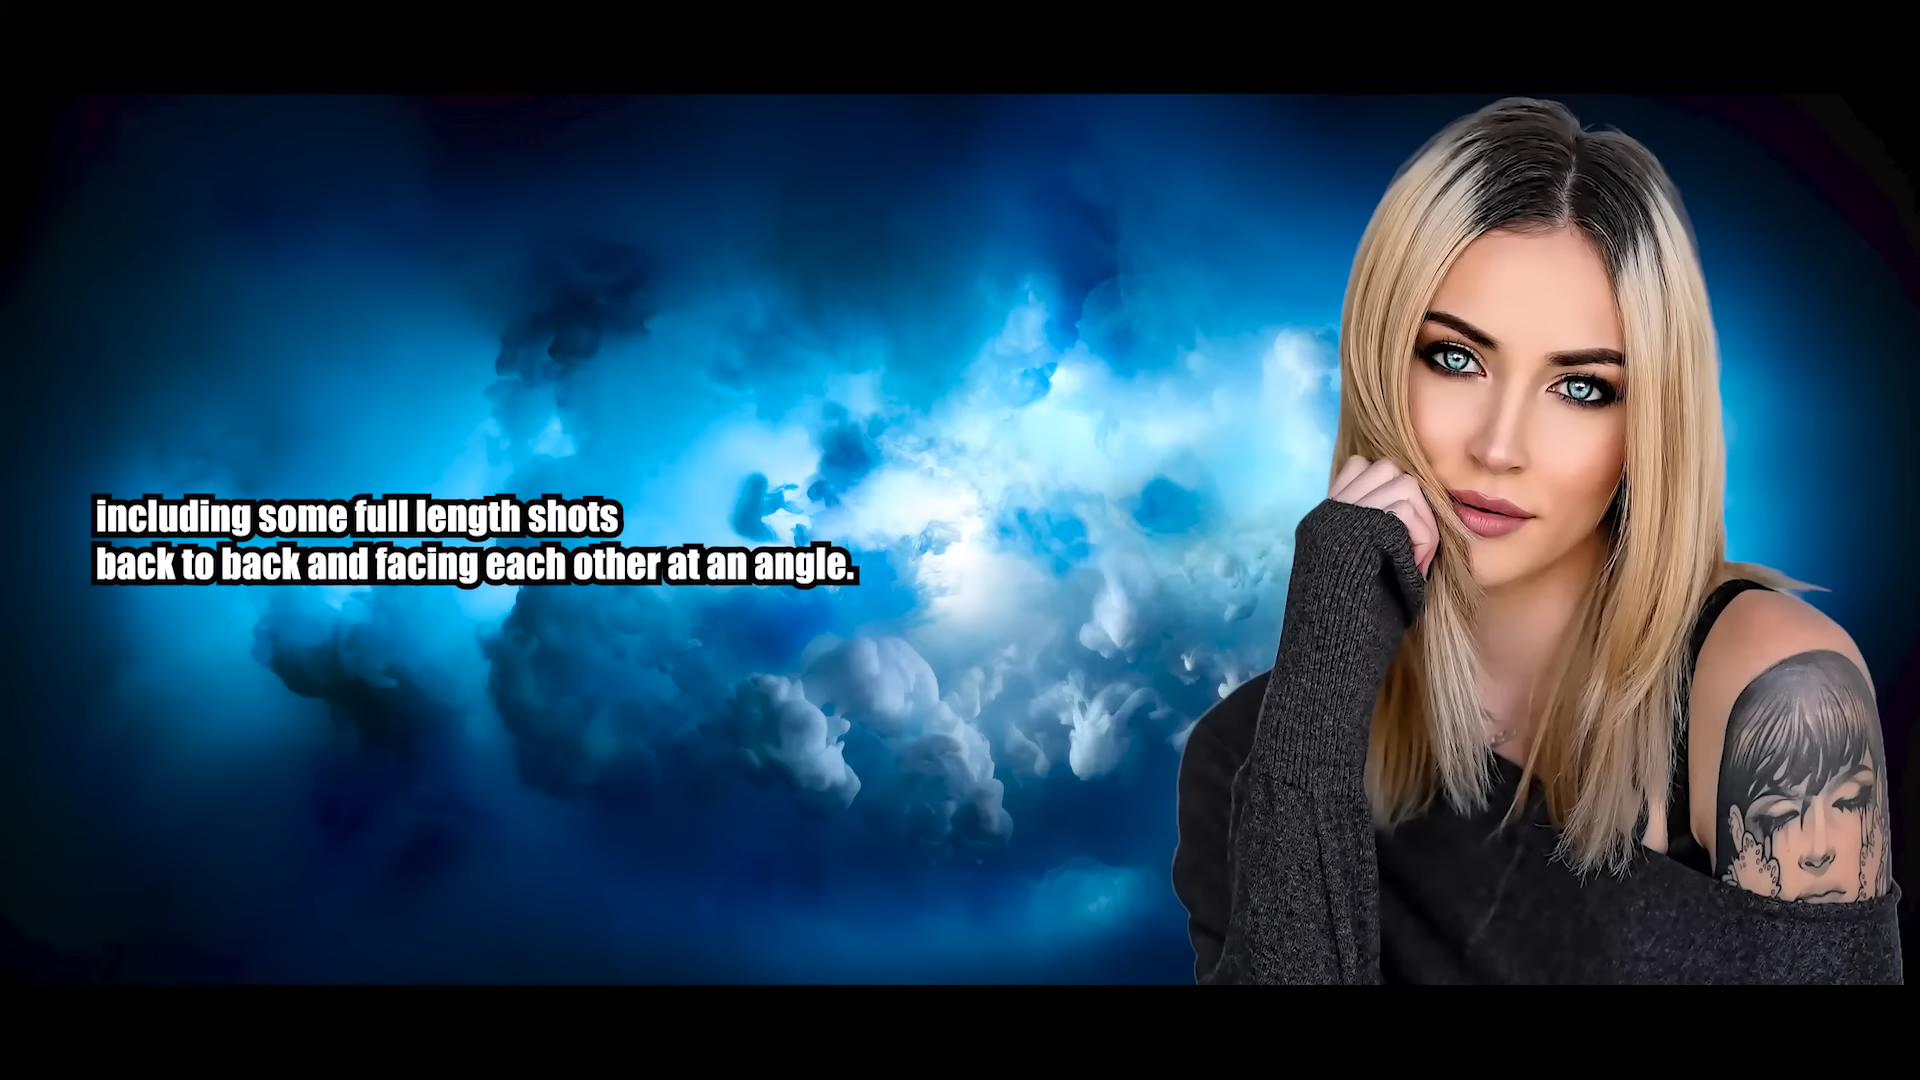 including some full length shots
back to back and facing each other at an angle.